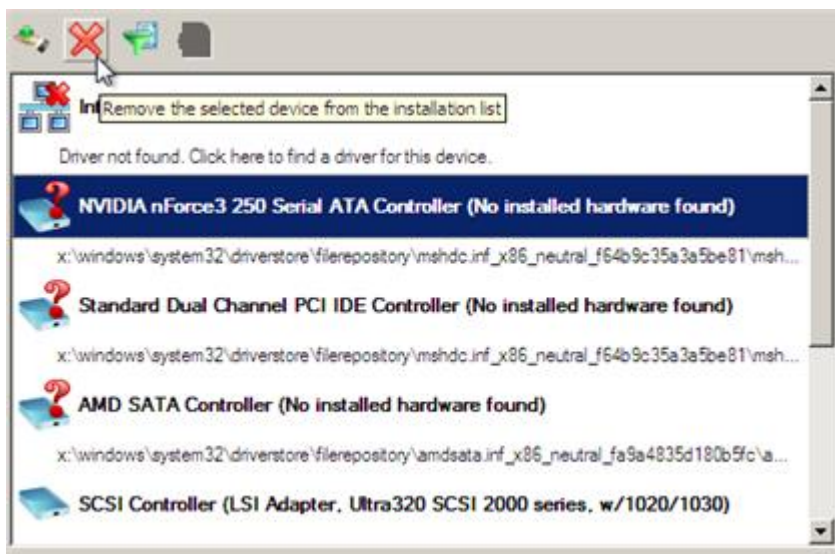 Int
Remove the selected device from the installation list
Driver not found. Click here to find a driver for this device.
NVIDIA nForce3 250 Serial ATA Controller (No installed hardware found)
x:\windows\system32\driverstore\filerepository\mshdc.inf_x86_neutral_f64b9c35a3a5be81\msh...
Standard Dual Channel PCI IDE Controller (No installed hardware found)
x:\windows\system32\driverstore\filerepository\mshdc.inf_x86_neutral_f64b9c35a3a5be81\msh...
AMD SATA Controller (No installed hardware found)
x:\windows\system32\driverstore\filerepository\amdsata.inf_x86_neutral_fa9a4835d180b5fc\a...
SCSI Controller (LSI Adapter, Ultra320 SCSI 2000 series, w/1020/1030)